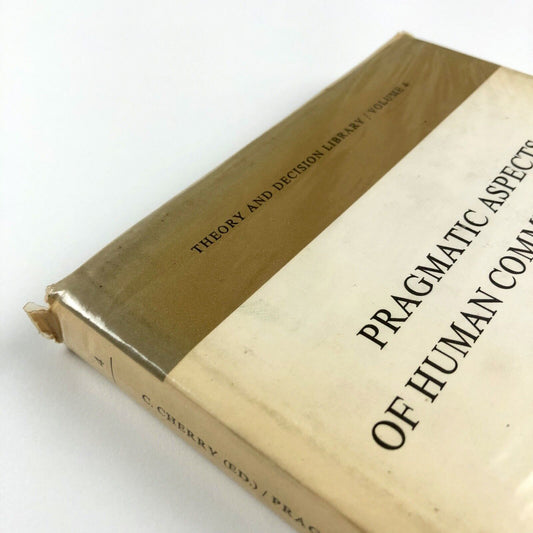 THEORY AND DECISION LIBRARY / VOLUME 4
PRAGMATIC ASPECTS
OF HUMAN COMM
4
C. CHERRY (ED.) / PRAG